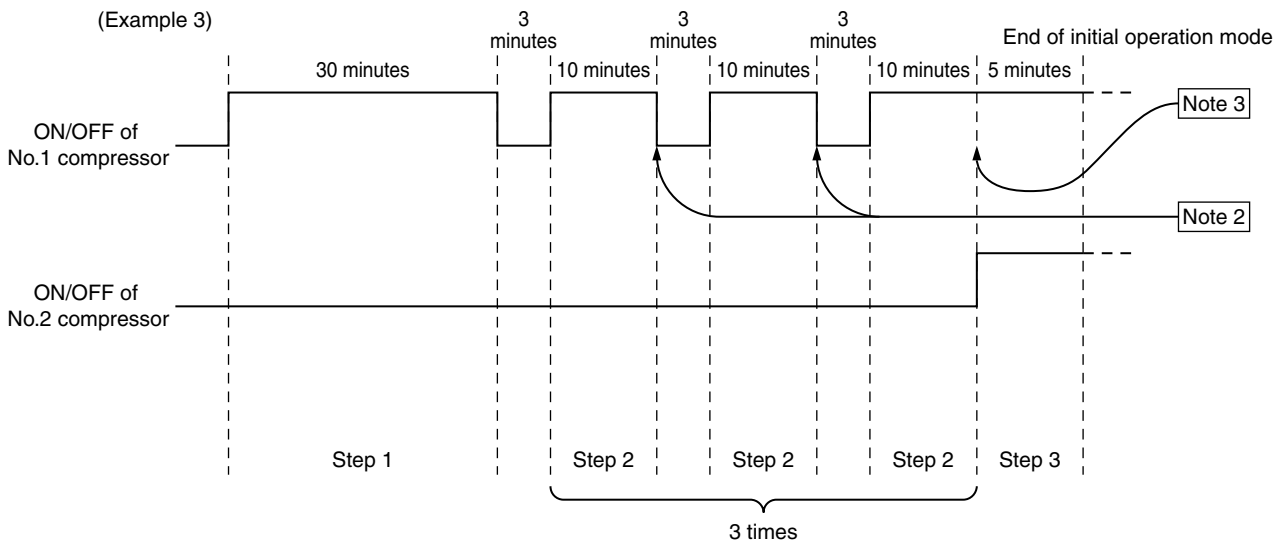 (Example 3)
3
minutes
3
minutes
3
minutes
End of initial operation mode
30 minutes
10 minutes
10 minutes
10 minutes
5 minutes
Note 3
ON/OFF of
No.1 compressor
Note 2
ON/OFF of
No.2 compressor
Step 1
Step 2
Step 2
Step 2
Step 3
3 times